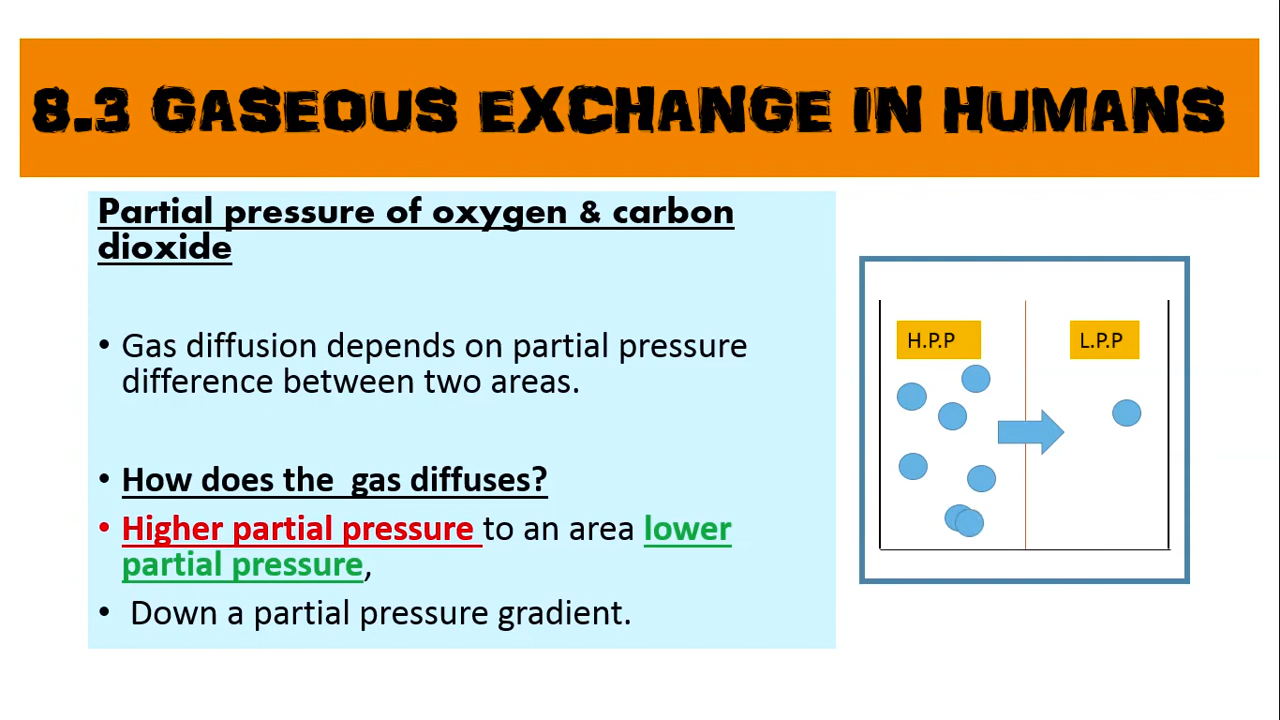 8.3 GASEOUS EXCHANGE IN HUMANS
Partial pressure of oxygen & carbon
dioxide
• Gas diffusion depends on partial pressure
difference between two areas.
• How does the gas diffuses?
• Higher partial pressure to an area lower
partial pressure,
• Down a partial pressure gradient.
H.P.P
L.P.P